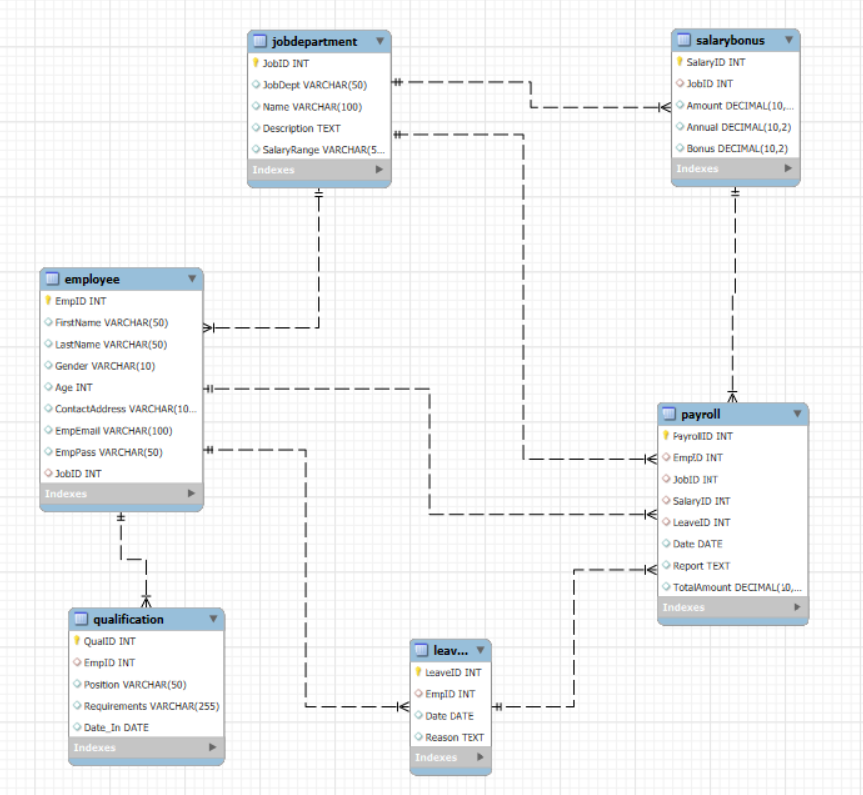 jobdepartment
JobID INT
JobDept VARCHAR(50)
Name VARCHAR(100)
Description TEXT
SalaryRange VARCHAR(5...
Indexes
salarybonus
SalaryID INT
JobID INT
Amount DECIMAL(10,...
Annual DECIMAL(10,2)
Bonus DECIMAL(10,2)
Indexes
employee
EmpID INT
FirstName VARCHAR(50)
LastName VARCHAR(50)
Gender VARCHAR(10)
Age INT
ContactAddress VARCHAR(10...
EmpEmail VARCHAR(100)
EmpPass VARCHAR(50)
JobID INT
Indexes
payroll
PayrollID INT
EmpID INT
JobID INT
SalaryID INT
LeaveID INT
Date DATE
Report TEXT
TotalAmount DECIMAL(10,...
Indexes
qualification
QualID INT
EmpID INT
Position VARCHAR(50)
Requirements VARCHAR(255)
Date_In DATE
Indexes
leav...
LeaveID INT
EmpID INT
Date DATE
Reason TEXT
Indexes